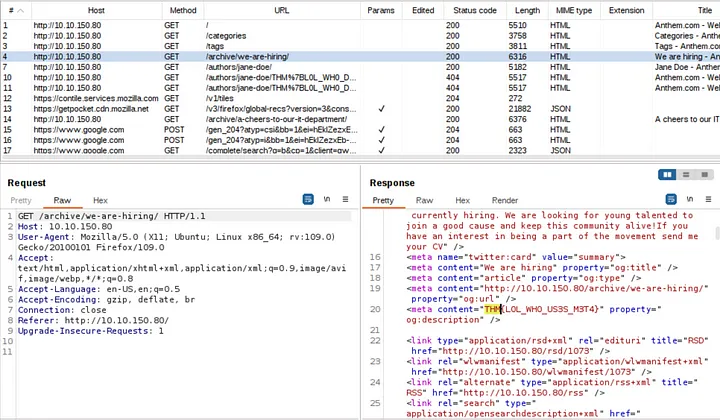 # Host Method URL Params Edited Status code Length MIME type Extension Title
1 http://10.10.150.80 GET / 200 5510 HTML Anthem.com - Wel
2 http://10.10.150.80 GET /categories 200 3758 HTML Categories - Anth
3 http://10.10.150.80 GET /tags 200 3811 HTML Tags - Anthem.com
4 http://10.10.150.80 GET /archive/we-are-hiring/ 200 6316 HTML We are hiring - An
7 http://10.10.150.80 GET /authors/jane-doe/ 200 5182 HTML Jane Doe - Anthe
10 http://10.10.150.80 GET /authors/jane-doe/THM%7BL0L_WH0_D... 404 5517 HTML Anthem.com - We
11 http://10.10.150.80 GET /authors/jane-doe/THM%7BL0L_WH0_D... 404 5517 HTML Anthem.com - We
12 https://contile.services.mozilla.com GET /v1/tiles 204 272
13 https://getpocket.cdn.mozilla.net GET /v3/firefox/global-recs?version=3&cons... ✓ 200 21882 JSON
14 http://10.10.150.80 GET /archive/a-cheers-to-our-it-department/ 200 6376 HTML A cheers to our IT
15 https://www.google.com POST /gen_204?atyp=csi&bb=1&ei=hEklZezxE... ✓ 204 663 HTML
16 https://www.google.com POST /gen_204?atyp=i&bb=1&ei=hEklZezxEb-... ✓ 204 663 HTML
17 https://www.google.com GET ✓ 200 2323 JSON
Request
Pretty Raw Hex
\n
1 GET /archive/we-are-hiring/ HTTP/1.1
2 Host: 10.10.150.80
3 User-Agent: Mozilla/5.0 (X11; Ubuntu; Linux x86_64; rv:109.0)
Gecko/20100101 Firefox/109.0
4 Accept:
text/html,application/xhtml+xml,application/xml;q=0.9,image/avi
f,image/webp,*/*;q=0.8
5 Accept-Language: en-US,en;q=0.5
6 Accept-Encoding: gzip, deflate, br
7 Connection: close
8 Referer: http://10.10.150.80/
9 Upgrade-Insecure-Requests: 1
10
11
Response
Pretty Raw Hex Render
\n
currently hiring. We are looking for young talented to
join a good cause and keep this community alive!If you
have an interest in being a part of the movement send me
your CV" />
16 <meta name="twitter:card" value="summary">
17 <meta content="We are hiring" property="og:title" />
18 <meta content="article" property="og:type" />
19 <meta content="http://10.10.150.80/archive/we-are-hiring/"
property="og:url" />
20 <meta content="THM{L0L_WH0_US3S_M3T4}" property="
og:description" />
21
22 <link type="application/rsd+xml" rel="edituri" title="RSD"
href="http://10.10.150.80/rsd/1073" />
23 <link rel="wlwmanifest" type="application/wlwmanifest+xml"
href="http://10.10.150.80/wlwmanifest/1073" />
24 <link rel="alternate" type="application/rss+xml" title="
RSS" href="http://10.10.150.80/rss" />
25 <link rel="search" type="
application/opensearchdescription+xml" href="